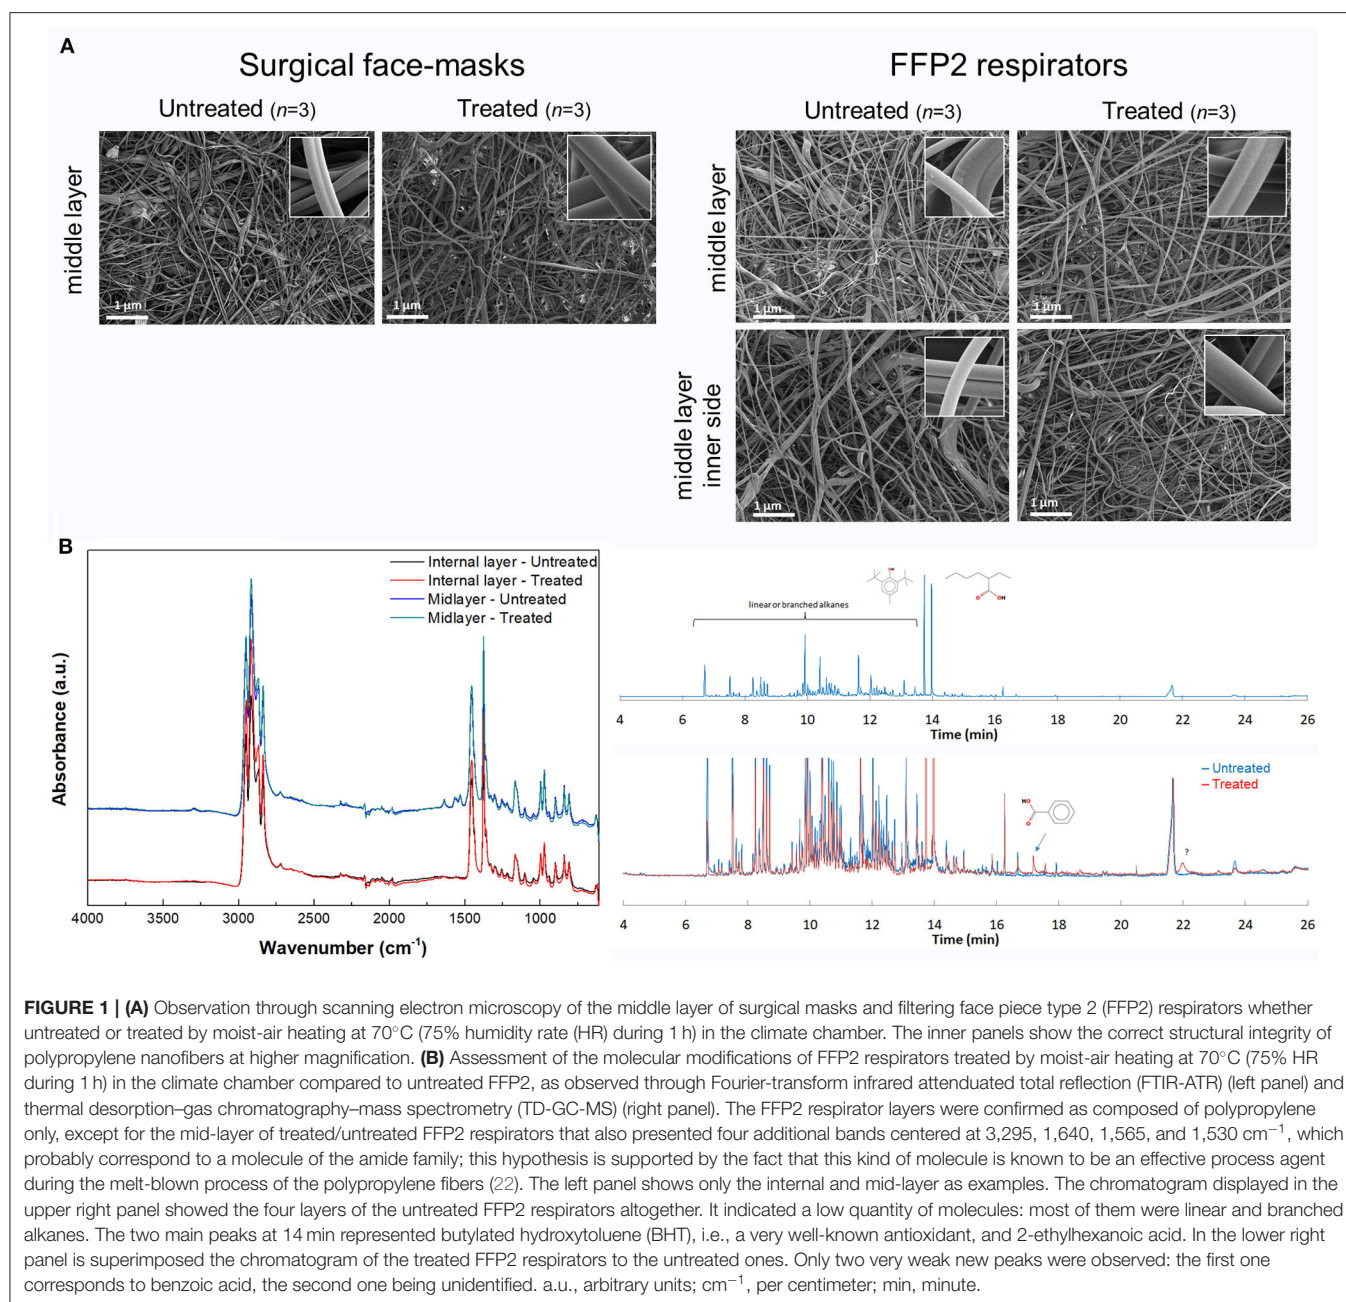 A
Surgical face-masks
FFP2 respirators
Untreated (n=3)
Treated (n=3)
Untreated (n=3)
Treated (n=3)
middle layer
1 µm
1 µm
middle layer
1 µm
1 µm
middle layer
inner side
1 µm
1 µm
B
Internal layer - Untreated
Internal layer - Treated
Midlayer - Untreated
Midlayer - Treated
Absorbance (a.u.)
4000 3500 3000 2500 2000 1500 1000
Wavenumber (cm⁻¹)
linear or branched alkanes
OH
O
OH
4 6 8 10 12 14 16 18 20 22 24 26
Time (min)
Untreated
Treated
HO
O
?
4 6 8 10 12 14 16 18 20 22 24 26
Time (min)
FIGURE 1 | (A) Observation through scanning electron microscopy of the middle layer of surgical masks and filtering face piece type 2 (FFP2) respirators whether
untreated or treated by moist-air heating at 70°C (75% humidity rate (HR) during 1 h) in the climate chamber. The inner panels show the correct structural integrity of
polypropylene nanofibers at higher magnification. (B) Assessment of the molecular modifications of FFP2 respirators treated by moist-air heating at 70°C (75% HR
during 1 h) in the climate chamber compared to untreated FFP2, as observed through Fourier-transform infrared attenduated total reflection (FTIR-ATR) (left panel) and
thermal desorption–gas chromatography–mass spectrometry (TD-GC-MS) (right panel). The FFP2 respirator layers were confirmed as composed of polypropylene
only, except for the mid-layer of treated/untreated FFP2 respirators that also presented four additional bands centered at 3,295, 1,640, 1,565, and 1,530 cm⁻¹, which
probably correspond to a molecule of the amide family; this hypothesis is supported by the fact that this kind of molecule is known to be an effective process agent
during the melt-blown process of the polypropylene fibers (22). The left panel shows only the internal and mid-layer as examples. The chromatogram displayed in the
upper right panel showed the four layers of the untreated FFP2 respirators altogether. It indicated a low quantity of molecules: most of them were linear and branched
alkanes. The two main peaks at 14 min represented butylated hydroxytoluene (BHT), i.e., a very well-known antioxidant, and 2-ethylhexanoic acid. In the lower right
panel is superimposed the chromatogram of the treated FFP2 respirators to the untreated ones. Only two very weak new peaks were observed: the first one
corresponds to benzoic acid, the second one being unidentified. a.u., arbitrary units; cm⁻¹, per centimeter; min, minute.